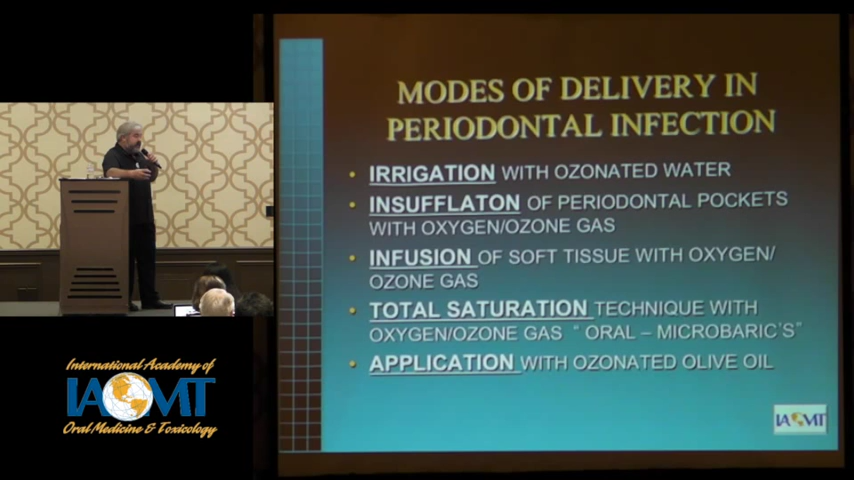 MODES OF DELIVERY IN
PERIODONTAL INFECTION
• IRRIGATION WITH OZONATED WATER
• INSUFFLATON OF PERIODONTAL POCKETS
WITH OXYGEN/OZONE GAS
• INFUSION OF SOFT TISSUE WITH OXYGEN/
OZONE GAS
• TOTAL SATURATION TECHNIQUE WITH
OXYGEN/OZONE GAS " ORAL – MICROBARIC'S"
• APPLICATION WITH OZONATED OLIVE OIL
IAOMT
International Academy of
IAOMT
Oral Medicine & Toxicology